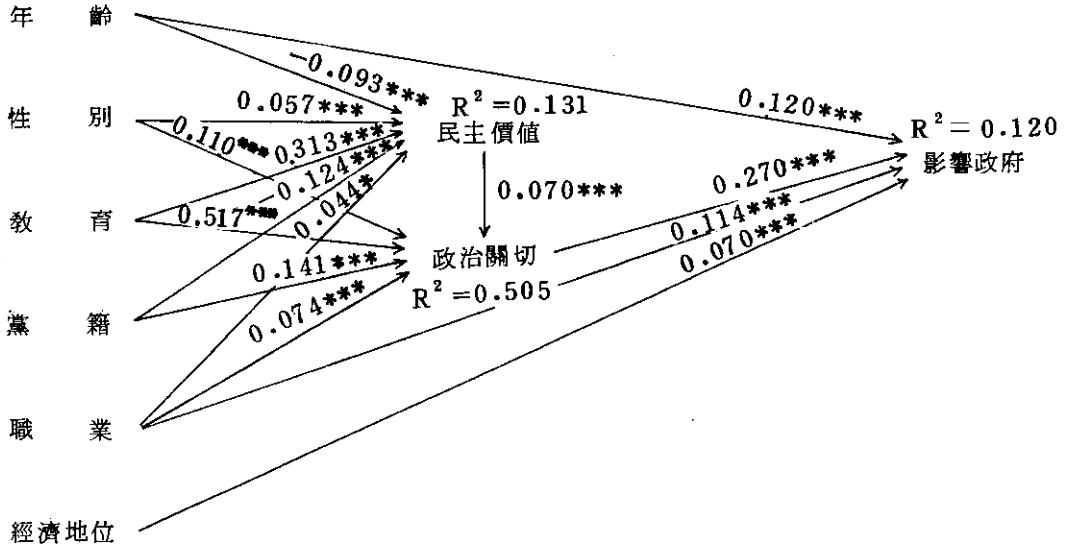 年 齡
-0.093***
0.057***
R² =0.131
0.120***
性 別
0.110***
0.313***
民主價值
R² = 0.120
-0.124***
影響政府
0.044*
0.070***
0.270***
教 育
0.517***
0.114***
政治關切
0.070***
0.141***
R² =0.505
黨 籍
0.074***
職 業
經濟地位